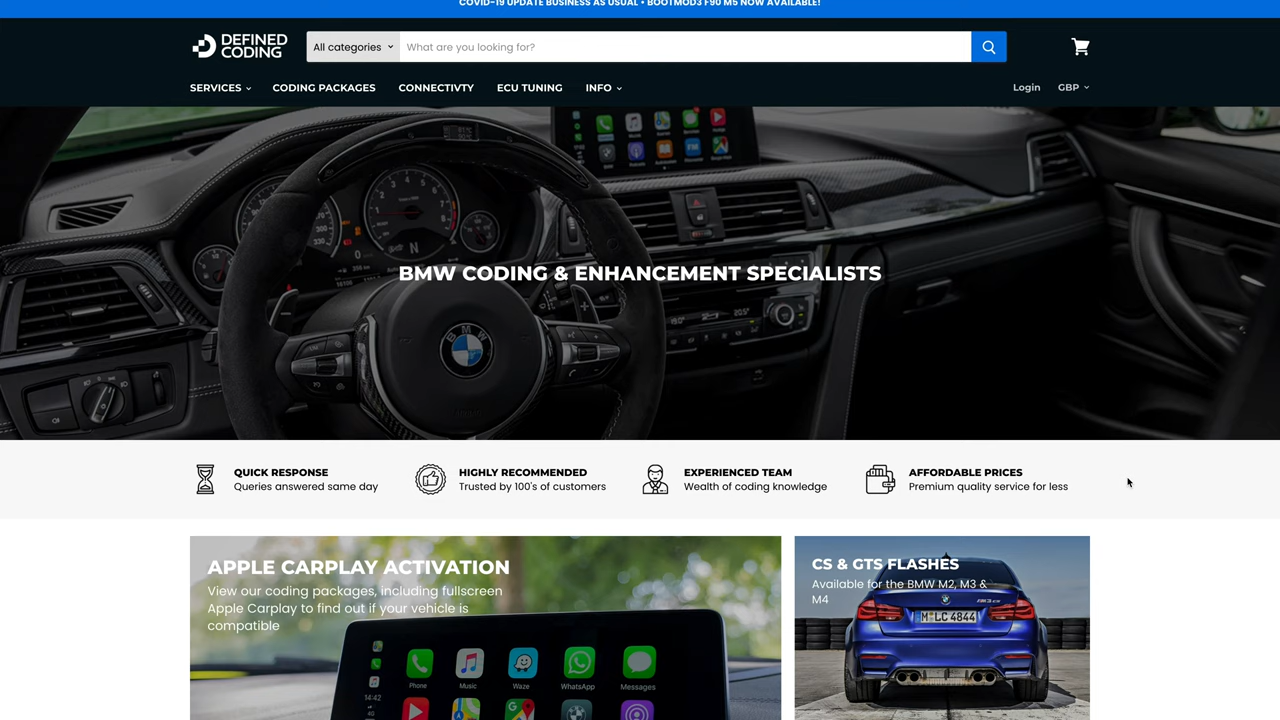 COVID-19 UPDATE BUSINESS AS USUAL • BOOTMOD3 F90 M5 NOW AVAILABLE!
DEFINED
CODING
All categories
What are you looking for?
SERVICES
CODING PACKAGES
CONNECTIVTY
ECU TUNING
INFO
Login
GBP
BMW CODING & ENHANCEMENT SPECIALISTS
QUICK RESPONSE
Queries answered same day
HIGHLY RECOMMENDED
Trusted by 100's of customers
EXPERIENCED TEAM
Wealth of coding knowledge
AFFORDABLE PRICES
Premium quality service for less
APPLE CARPLAY ACTIVATION
View our coding packages, including fullscreen
Apple Carplay to find out if your vehicle is
compatible
14:42
Phone
Music
Waze
WhatsApp
Messages
CS & GTS FLASHES
Available for the BMW M2, M3 &
M4
M LC 4844